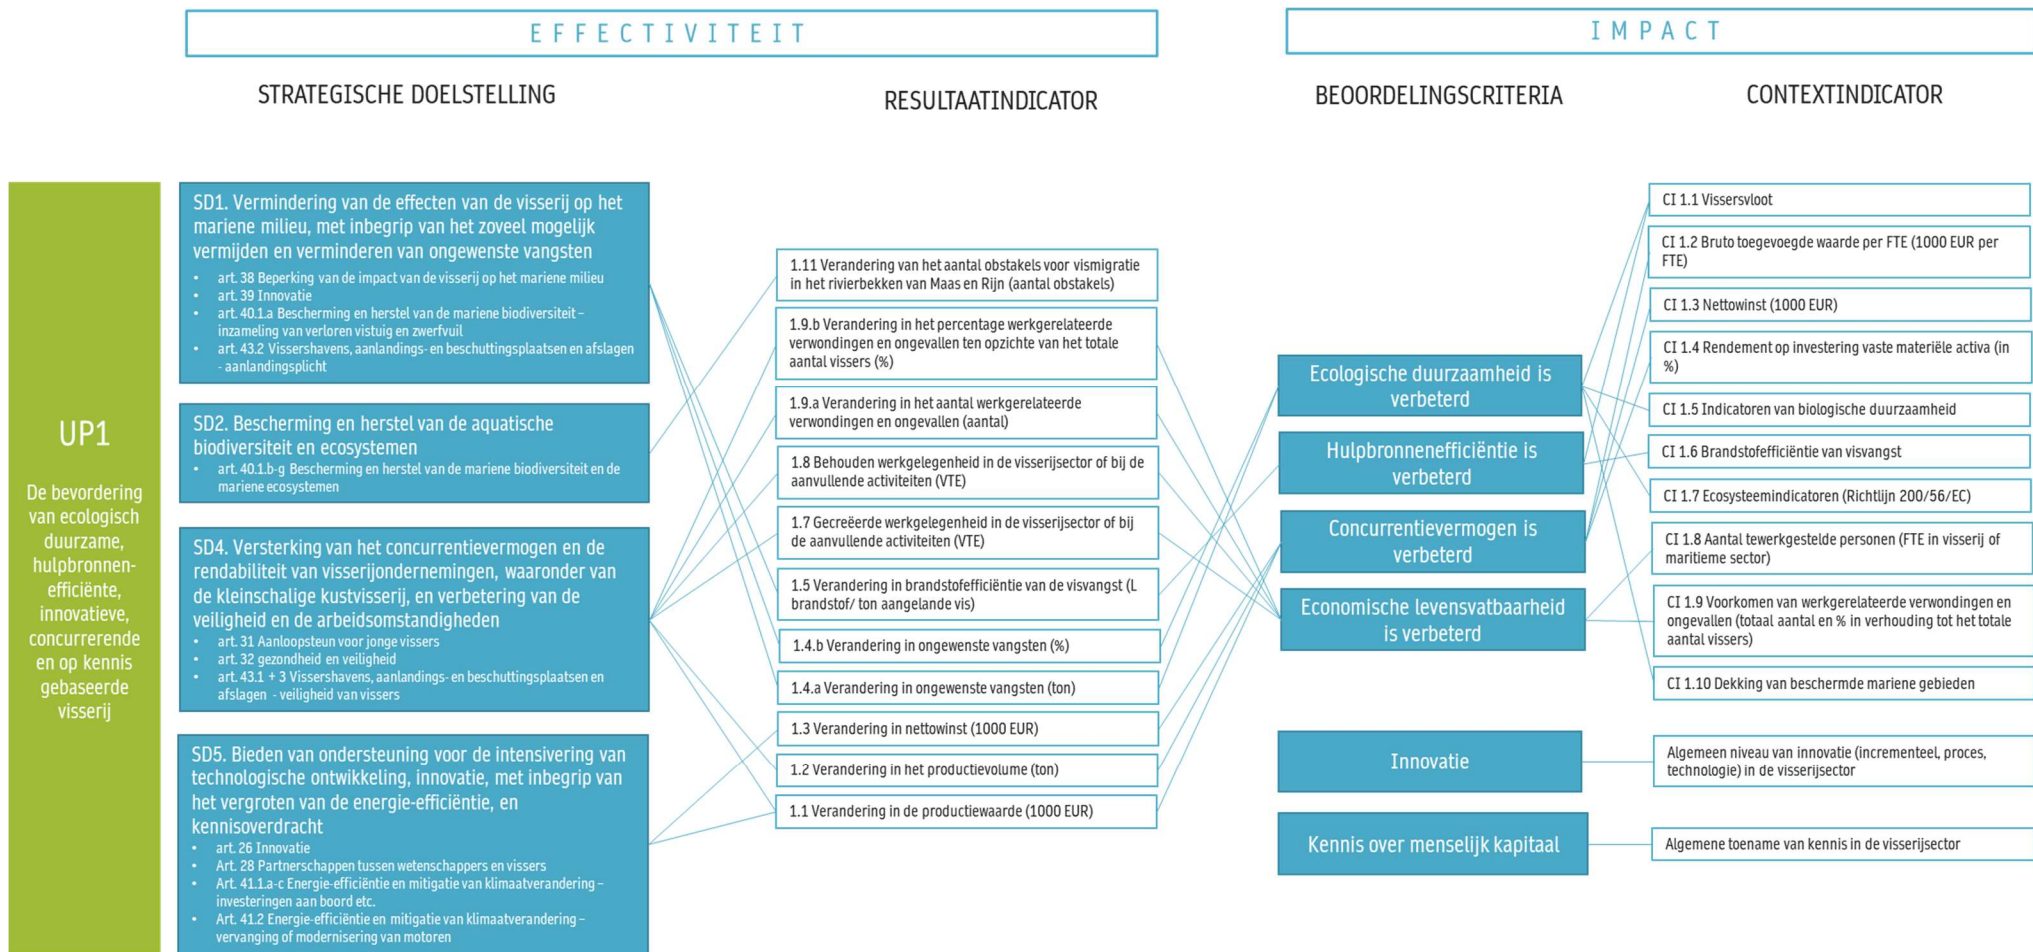 EFFECTIVITEIT
IMPACT
STRATEGISCHE DOELSTELLING
RESULTAATINDICATOR
BEOORDELINGSCRITERIA
CONTEXTINDICATOR
UP1
De bevordering
van ecologisch
duurzame,
hulpbronnen-
efficiënte,
innovatieve,
concurrerende
en op kennis
gebaseerde
visserij
SD1. Vermindering van de effecten van de visserij op het
mariene milieu, met inbegrip van het zoveel mogelijk
vermijden en verminderen van ongewenste vangsten
• art. 38 Beperking van de impact van de visserij op het mariene milieu
• art. 39 Innovatie
• art. 40.1.a Bescherming en herstel van de mariene biodiversiteit –
inzameling van verloren vistuig en zwerfvuil
• art. 43.2 Vissershavens, aanlandings- en beschuttingsplaatsen en afslagen
- aanlandingsplicht
SD2. Bescherming en herstel van de aquatische
biodiversiteit en ecosystemen
• art. 40.1.b-g Bescherming en herstel van de mariene biodiversiteit en de
mariene ecosystemen
SD4. Versterking van het concurrentievermogen en de
rendabiliteit van visserijondernemingen, waaronder van
de kleinschalige kustvisserij, en verbetering van de
veiligheid en de arbeidsomstandigheden
• art. 31 Aanloopsteun voor jonge vissers
• art. 32 gezondheid en veiligheid
• art. 43.1 + 3 Vissershavens, aanlandings- en beschuttingsplaatsen en
afslagen - veiligheid van vissers
SD5. Bieden van ondersteuning voor de intensivering van
technologische ontwikkeling, innovatie, met inbegrip van
het vergroten van de energie-efficiëntie, en
kennisoverdracht
• art. 26 Innovatie
• Art. 28 Partnerschappen tussen wetenschappers en vissers
• Art. 41.1.a-c Energie-efficiëntie en mitigatie van klimaatverandering –
investeringen aan boord etc.
• Art. 41.2 Energie-efficiëntie en mitigatie van klimaatverandering –
vervanging of modernisering van motoren
1.11 Verandering van het aantal obstakels voor vismigratie
in het rivierbekken van Maas en Rijn (aantal obstakels)
1.9.b Verandering in het percentage werkgerelateerde
verwondingen en ongevallen ten opzichte van het totale
aantal vissers (%)
1.9.a Verandering in het aantal werkgerelateerde
verwondingen en ongevallen (aantal)
1.8 Behouden werkgelegenheid in de visserijsector of bij de
aanvullende activiteiten (VTE)
1.7 Gecreëerde werkgelegenheid in de visserijsector of bij
de aanvullende activiteiten (VTE)
1.5 Verandering in brandstofefficiëntie van de visvangst (L
brandstof/ ton aangelande vis)
1.4.b Verandering in ongewenste vangsten (%)
1.4.a Verandering in ongewenste vangsten (ton)
1.3 Verandering in nettowinst (1000 EUR)
1.2 Verandering in het productievolume (ton)
1.1 Verandering in de productiewaarde (1000 EUR)
Ecologische duurzaamheid is
verbeterd
Hulpbronnenefficiëntie is
verbeterd
Concurrentievermogen is
verbeterd
Economische levensvatbaarheid
is verbeterd
Innovatie
Kennis over menselijk kapitaal
CI 1.1 Vissersvloot
CI 1.2 Bruto toegevoegde waarde per FTE (1000 EUR per
FTE)
CI 1.3 Nettowinst (1000 EUR)
CI 1.4 Rendement op investering vaste materiële activa (in
%)
CI 1.5 Indicatoren van biologische duurzaamheid
CI 1.6 Brandstofefficiëntie van visvangst
CI 1.7 Ecosysteemindicatoren (Richtlijn 200/56/EC)
CI 1.8 Aantal tewerkgestelde personen (FTE in visserij of
maritieme sector)
CI 1.9 Voorkomen van werkgerelateerde verwondingen en
ongevallen (totaal aantal en % in verhouding tot het totale
aantal vissers)
CI 1.10 Dekking van beschermde mariene gebieden
Algemeen niveau van innovatie (incrementeel, proces,
technologie) in de visserijsector
Algemene toename van kennis in de visserijsector